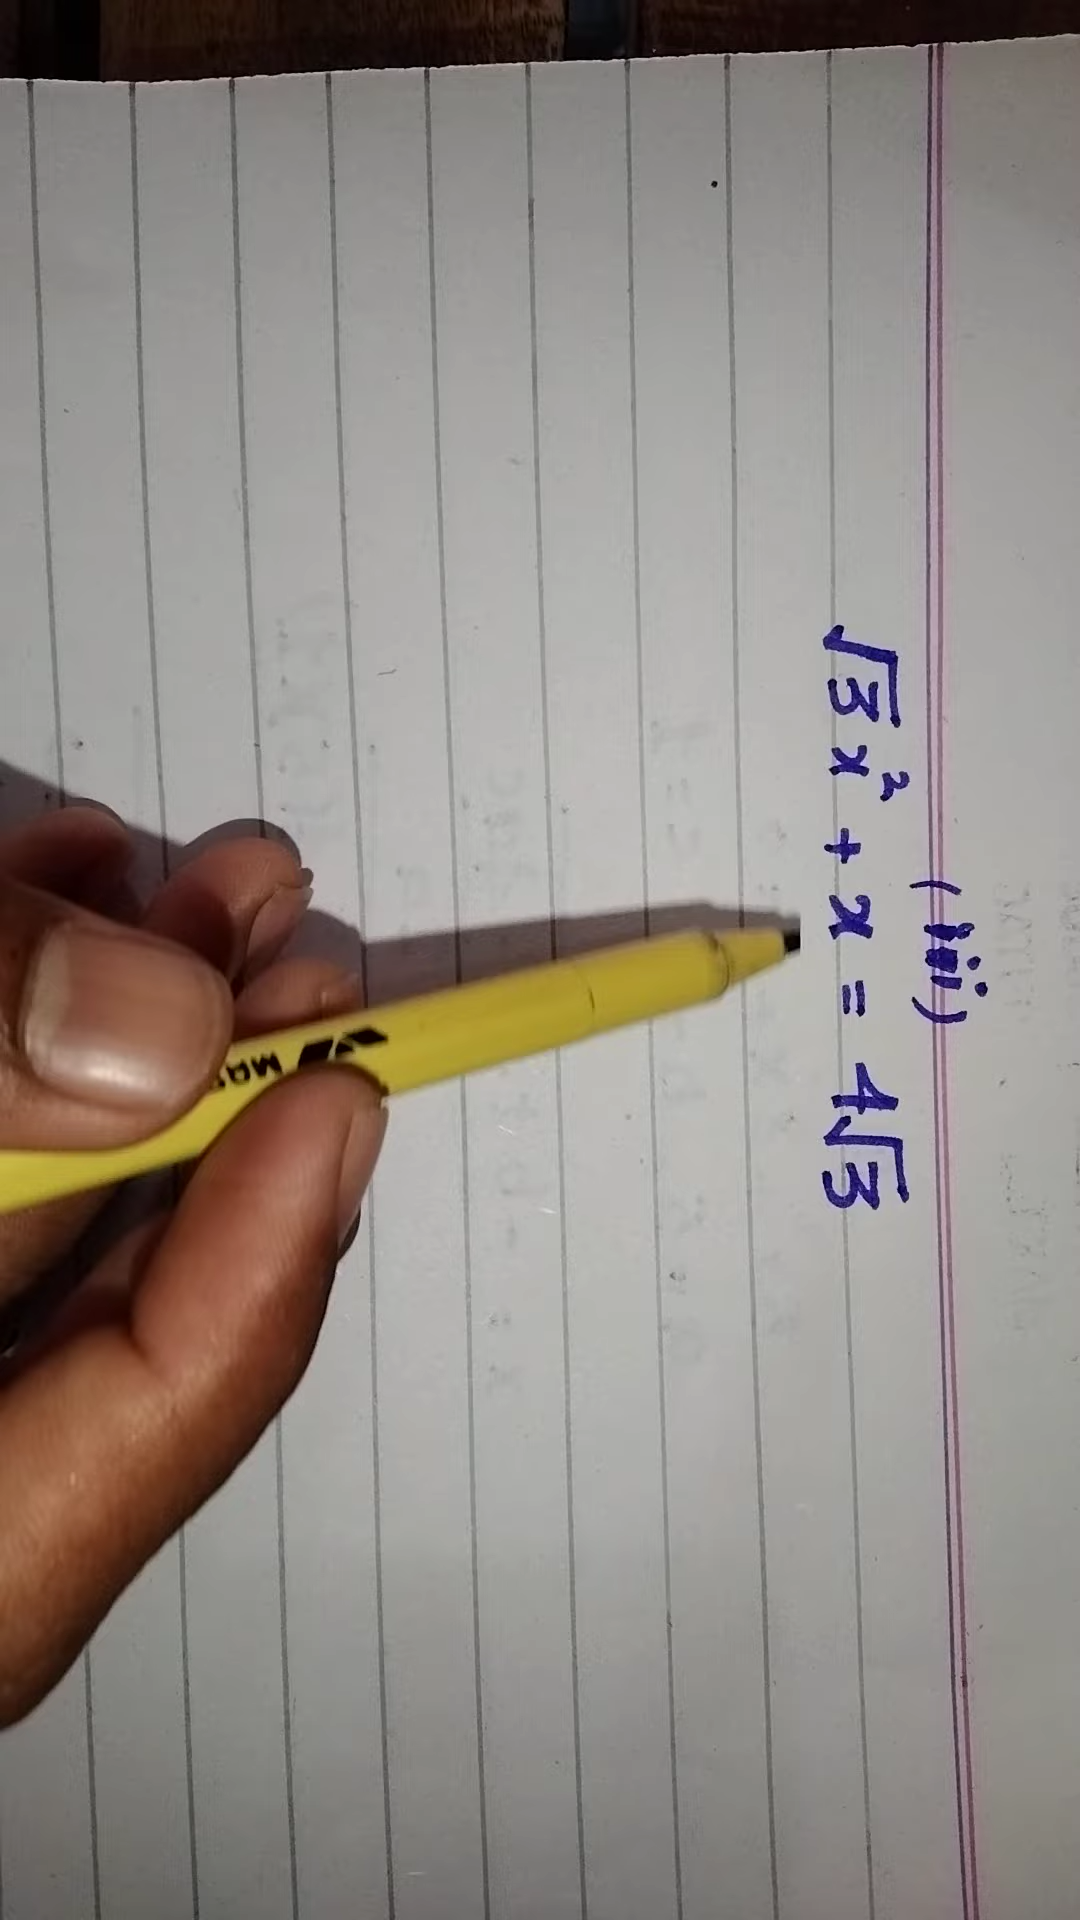 (iii)
√3x² + x = 4√3